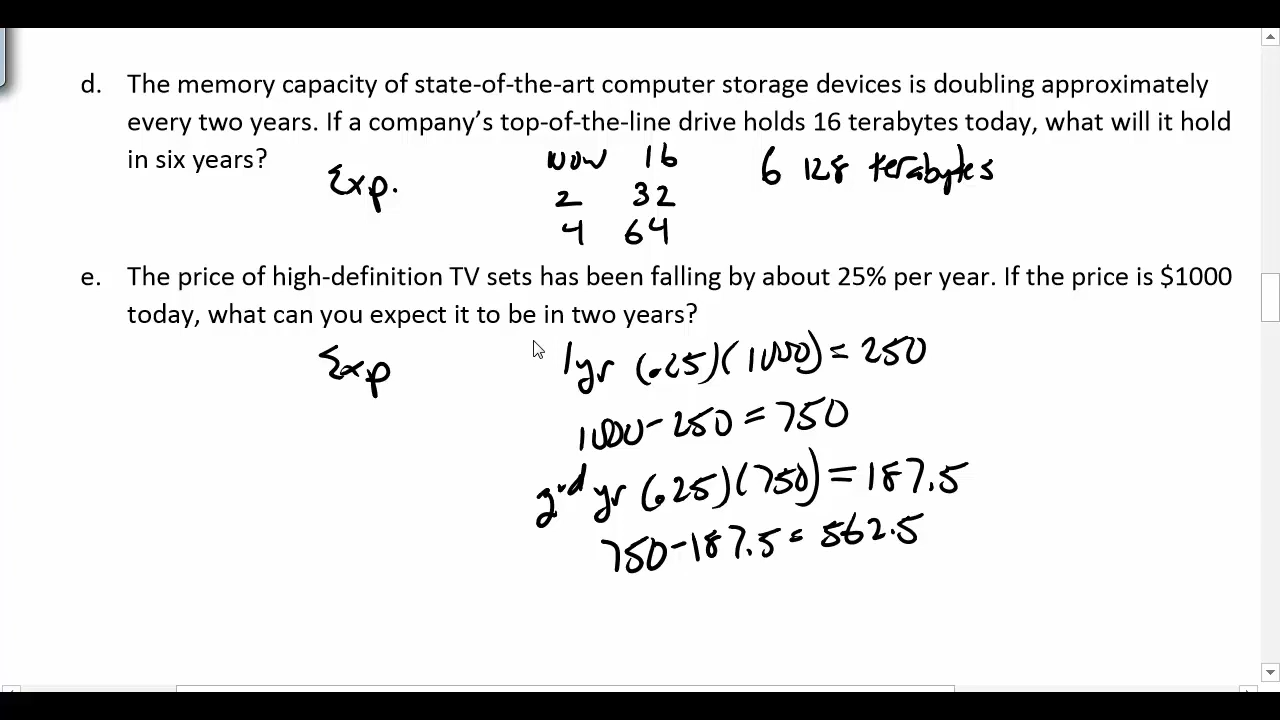 d. The memory capacity of state-of-the-art computer storage devices is doubling approximately
every two years. If a company's top-of-the-line drive holds 16 terabytes today, what will it hold
in six years?
Exp.
now 16
2 32
4 64
6 128 terabytes
e. The price of high-definition TV sets has been falling by about 25% per year. If the price is $1000
today, what can you expect it to be in two years?
Exp
1yr (.25)(1000) = 250
1000 - 250 = 750
2nd yr (.25)(750) = 187.5
750 - 187.5 = 562.5